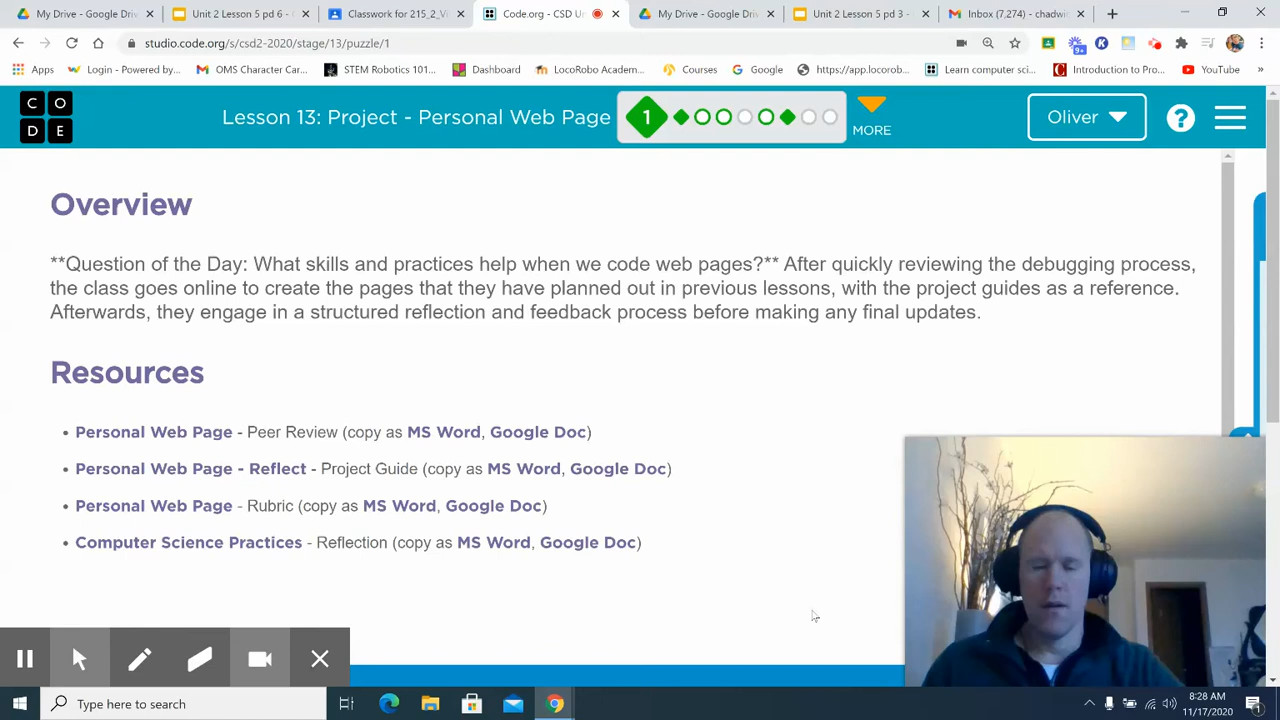 My Drive - Google Dri
Unit 2 Lesson 5 pd 6 -
Classwork for 215_2_Vi
Code.org - CSD U
My Drive - Google Dri
Unit 2 Lesson 5 pd 3 -
Inbox (7,274) - chadwic
studio.code.org/s/csd2-2020/stage/13/puzzle/1
9+
Apps
Login - Powered by...
OMS Character Car...
STEM Robotics 101...
Dashboard
LocoRobo Academ...
Courses
Google
https://app.locorob...
Learn computer sci...
Introduction to Pro...
YouTube
C O
D E
Lesson 13: Project - Personal Web Page
1
MORE
Oliver
?
Overview
**Question of the Day: What skills and practices help when we code web pages?** After quickly reviewing the debugging process,
the class goes online to create the pages that they have planned out in previous lessons, with the project guides as a reference.
Afterwards, they engage in a structured reflection and feedback process before making any final updates.
Resources
• Personal Web Page - Peer Review (copy as MS Word, Google Doc)
• Personal Web Page - Reflect - Project Guide (copy as MS Word, Google Doc)
• Personal Web Page - Rubric (copy as MS Word, Google Doc)
• Computer Science Practices - Reflection (copy as MS Word, Google Doc)
Type here to search
8:28 AM
11/17/2020